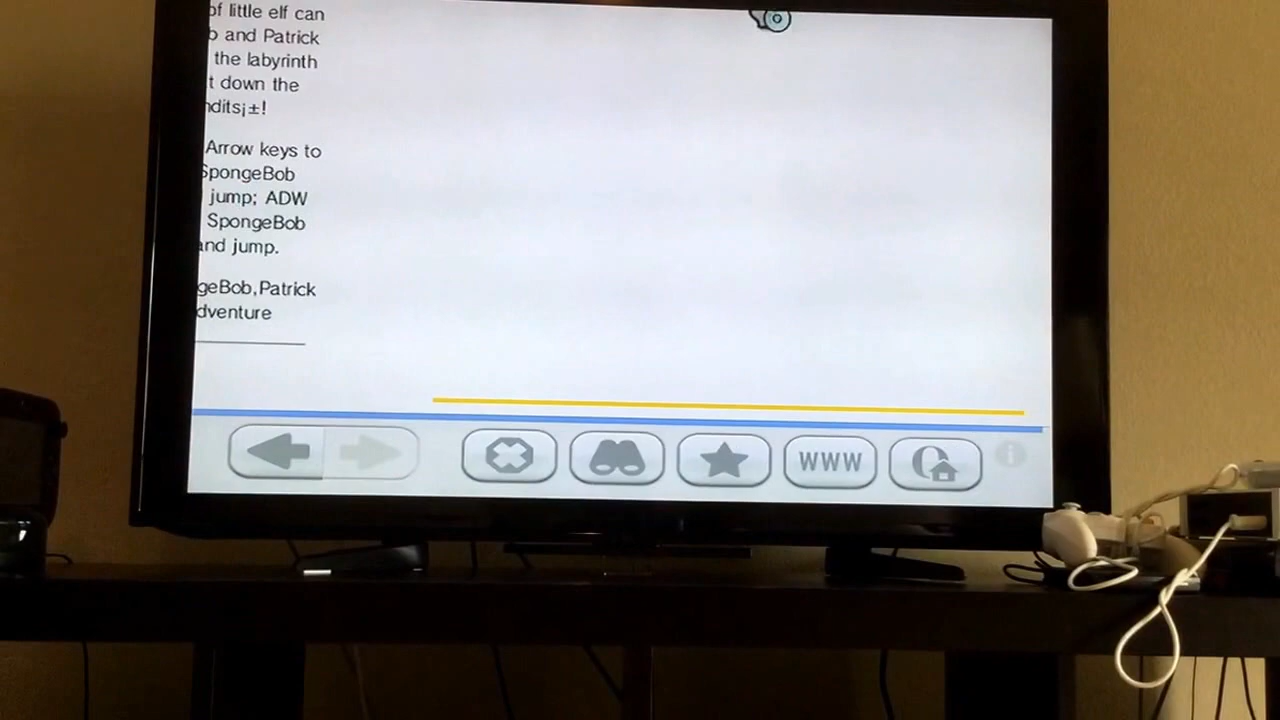 of little elf can
b and Patrick
the labyrinth
t down the
ndits¡±!
Arrow keys to
SpongeBob
jump; ADW
SpongeBob
and jump.
geBob,Patrick
dventure
WWW
i